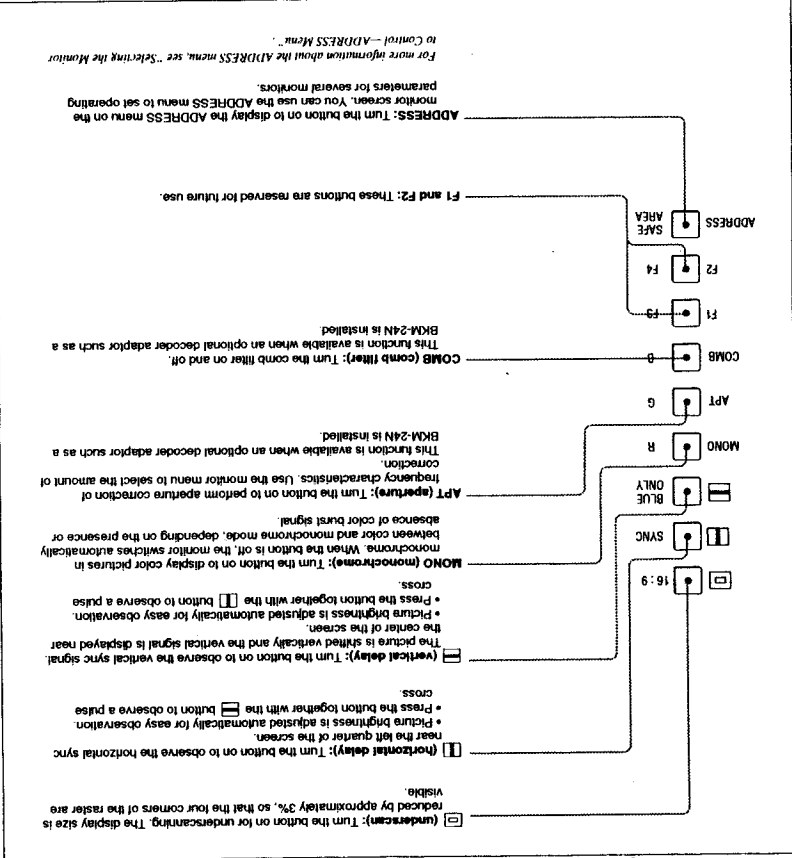 (underscan): Turn the button on for underscanning. The display size is
reduced by approximately 3%, so that the four corners of the raster are
visible.
(horizontal delay): Turn the button on to observe the horizontal sync
near the left quarter of the screen.
• Picture brightness is adjusted automatically for easy observation.
• Press the button together with the button to observe a pulse
cross.
(vertical delay): Turn the button on to observe the vertical sync signal.
The picture is shifted vertically and the vertical signal is displayed near
the center of the screen.
• Picture brightness is adjusted automatically for easy observation.
• Press the button together with the button to observe a pulse
cross.
MONO (monochrome): Turn the button on to display color pictures in
monochrome. When the button is off, the monitor switches automatically
between color and monochrome mode, depending on the presence or
absence of color burst signal.
APT (aperture): Turn the button on to perform aperture correction of
frequency characteristics. Use the monitor menu to select the amount of
correction.
This function is available when an optional decoder adaptor such as a
BKM-24N is installed.
COMB (comb filter): Turn the comb filter on and off.
This function is available when an optional decoder adaptor such as a
BKM-24N is installed.
F1 and F2: These buttons are reserved for future use.
ADDRESS: Turn the button on to display the ADDRESS menu on the
monitor screen. You can use the ADDRESS menu to set operating
parameters for several monitors.
For more information about the ADDRESS menu, see "Selecting the Monitor
to Control —ADDRESS Menu".
16 : 9
SYNC
BLUE
ONLY
MONO R
APT G
COMB B
F1 F3
F2 F4
ADDRESS SAFE
AREA